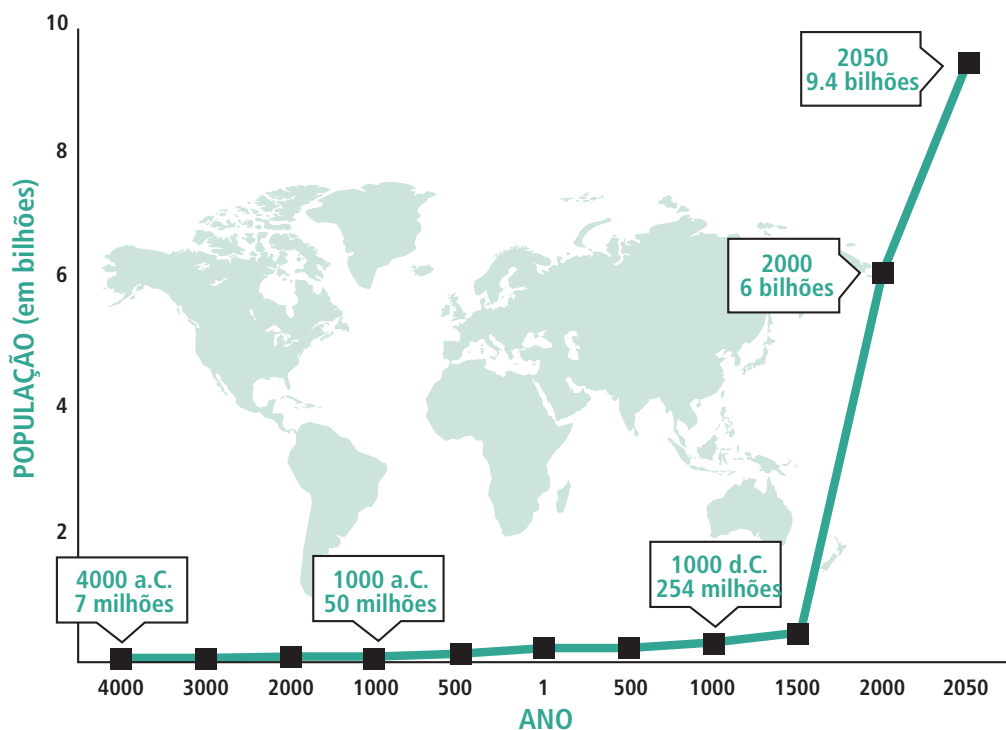 10
8
6
4
2
POPULAÇÃO (em bilhões)
2050
9.4 bilhões
2000
6 bilhões
4000 a.C.
7 milhões
1000 a.C.
50 milhões
1000 d.C.
254 milhões
4000 3000 2000 1000 500 1 500 1000 1500 2000 2050
ANO